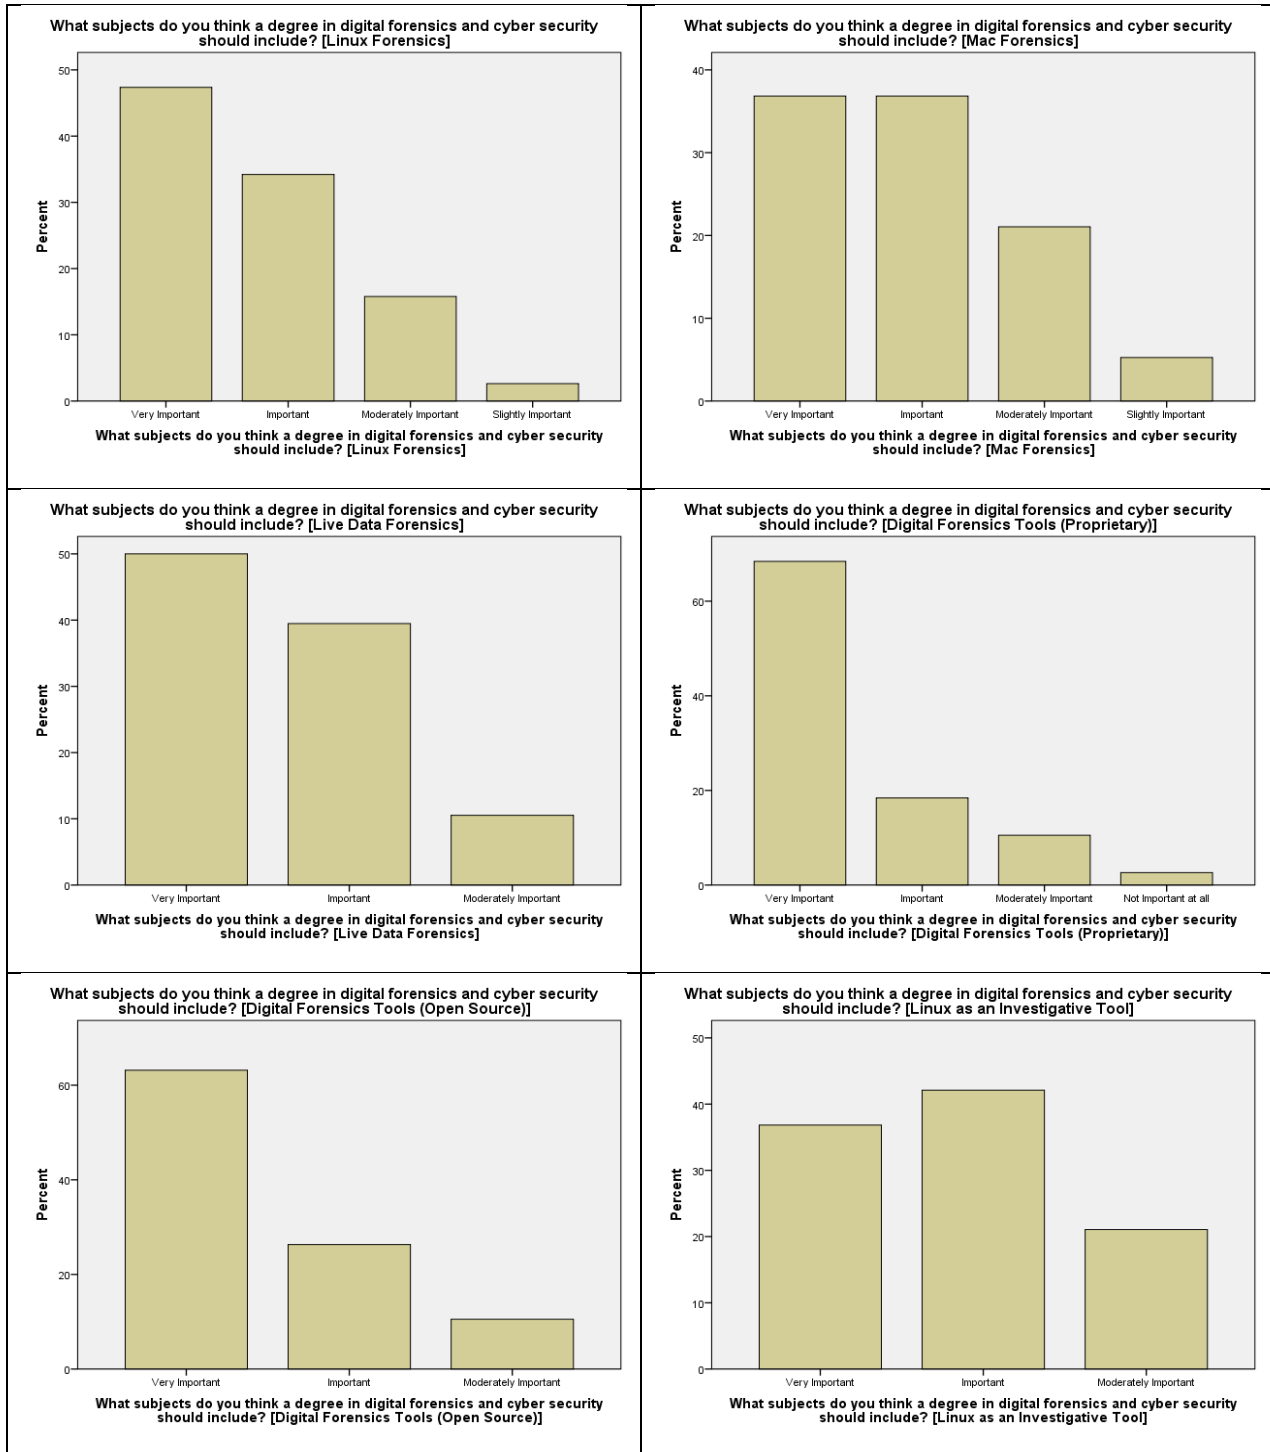 What subjects do you think a degree in digital forensics and cyber security
should include? [Linux Forensics]
50
40
30
20
10
0
Percent
Very Important
Important
Moderately Important
Slightly Important
What subjects do you think a degree in digital forensics and cyber security
should include? [Linux Forensics]
What subjects do you think a degree in digital forensics and cyber security
should include? [Mac Forensics]
40
30
20
10
0
Percent
Very Important
Important
Moderately Important
Slightly Important
What subjects do you think a degree in digital forensics and cyber security
should include? [Mac Forensics]
What subjects do you think a degree in digital forensics and cyber security
should include? [Live Data Forensics]
50
40
30
20
10
0
Percent
Very Important
Important
Moderately Important
What subjects do you think a degree in digital forensics and cyber security
should include? [Live Data Forensics]
What subjects do you think a degree in digital forensics and cyber security
should include? [Digital Forensics Tools (Proprietary)]
60
40
20
0
Percent
Very Important
Important
Moderately Important
Not Important at all
What subjects do you think a degree in digital forensics and cyber security
should include? [Digital Forensics Tools (Proprietary)]
What subjects do you think a degree in digital forensics and cyber security
should include? [Digital Forensics Tools (Open Source)]
60
40
20
0
Percent
Very Important
Important
Moderately Important
What subjects do you think a degree in digital forensics and cyber security
should include? [Digital Forensics Tools (Open Source)]
What subjects do you think a degree in digital forensics and cyber security
should include? [Linux as an Investigative Tool]
50
40
30
20
10
0
Percent
Very Important
Important
Moderately Important
What subjects do you think a degree in digital forensics and cyber security
should include? [Linux as an Investigative Tool]